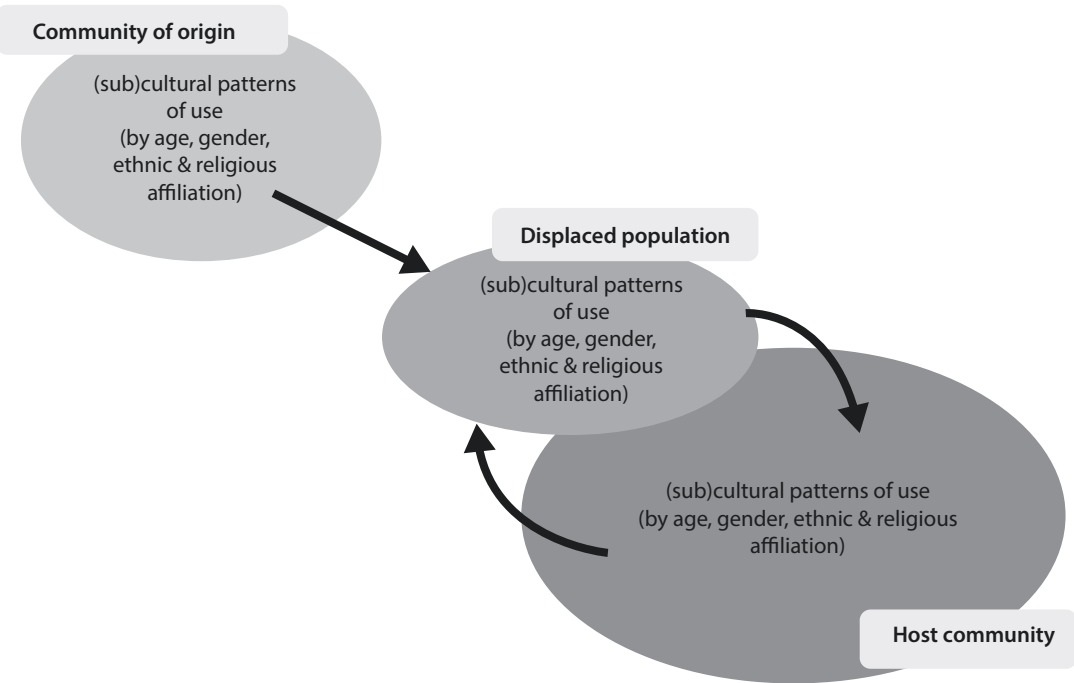 Community of origin
(sub)cultural patterns
of use
(by age, gender,
ethnic & religious
affiliation)
Displaced population
(sub)cultural patterns
of use
(by age, gender,
ethnic & religious
affiliation)
(sub)cultural patterns of use
(by age, gender, ethnic & religious
affiliation)
Host community